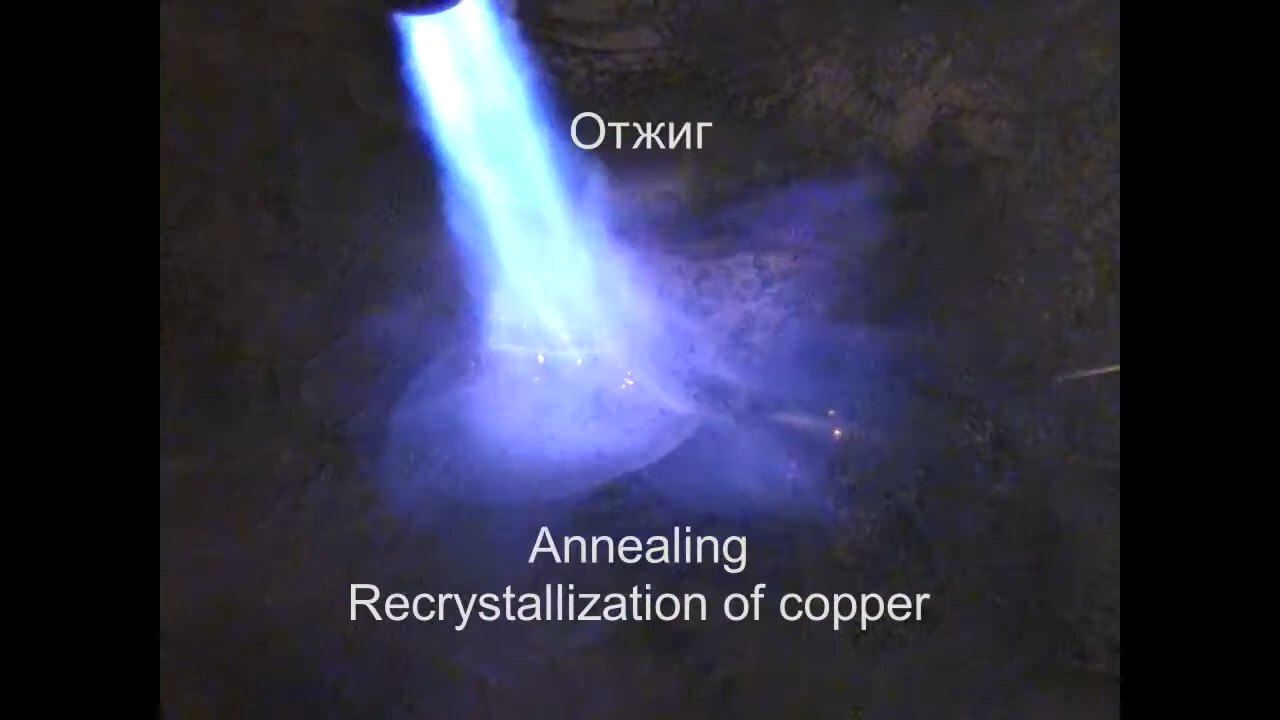 Отжиг
Annealing
Recrystallization of copper